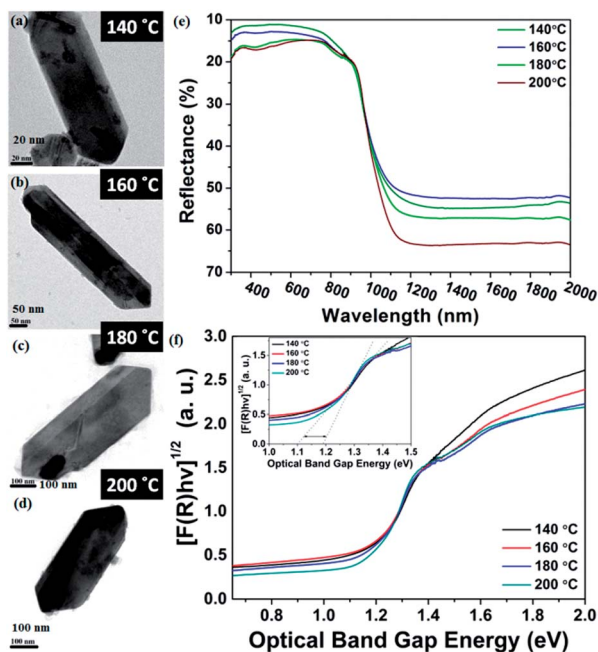 (a)
140 °C
20 nm
20 nm
(b)
160 °C
50 nm
50 nm
(c)
180 °C
100 nm
100 nm
(d)
200 °C
100 nm
100 nm
(e)
140°C
160°C
180°C
200°C
Reflectance (%)
10
20
30
40
50
60
70
400 600 800 1000 1200 1400 1600 1800 2000
Wavelength (nm)
(f)
[F(R)hv]^1/2 (a. u.)
3.0
2.5
2.0
1.5
1.0
0.5
0.0
0.8 1.0 1.2 1.4 1.6 1.8 2.0
Optical Band Gap Energy (eV)
140 °C
160 °C
180 °C
200 °C
[F(R)hv]^1/2 (a. u.)
1.5
1.0
0.5
0.0
1.0 1.1 1.2 1.3 1.4 1.5
Optical Band Gap Energy (eV)
140 °C
160 °C
180 °C
200 °C